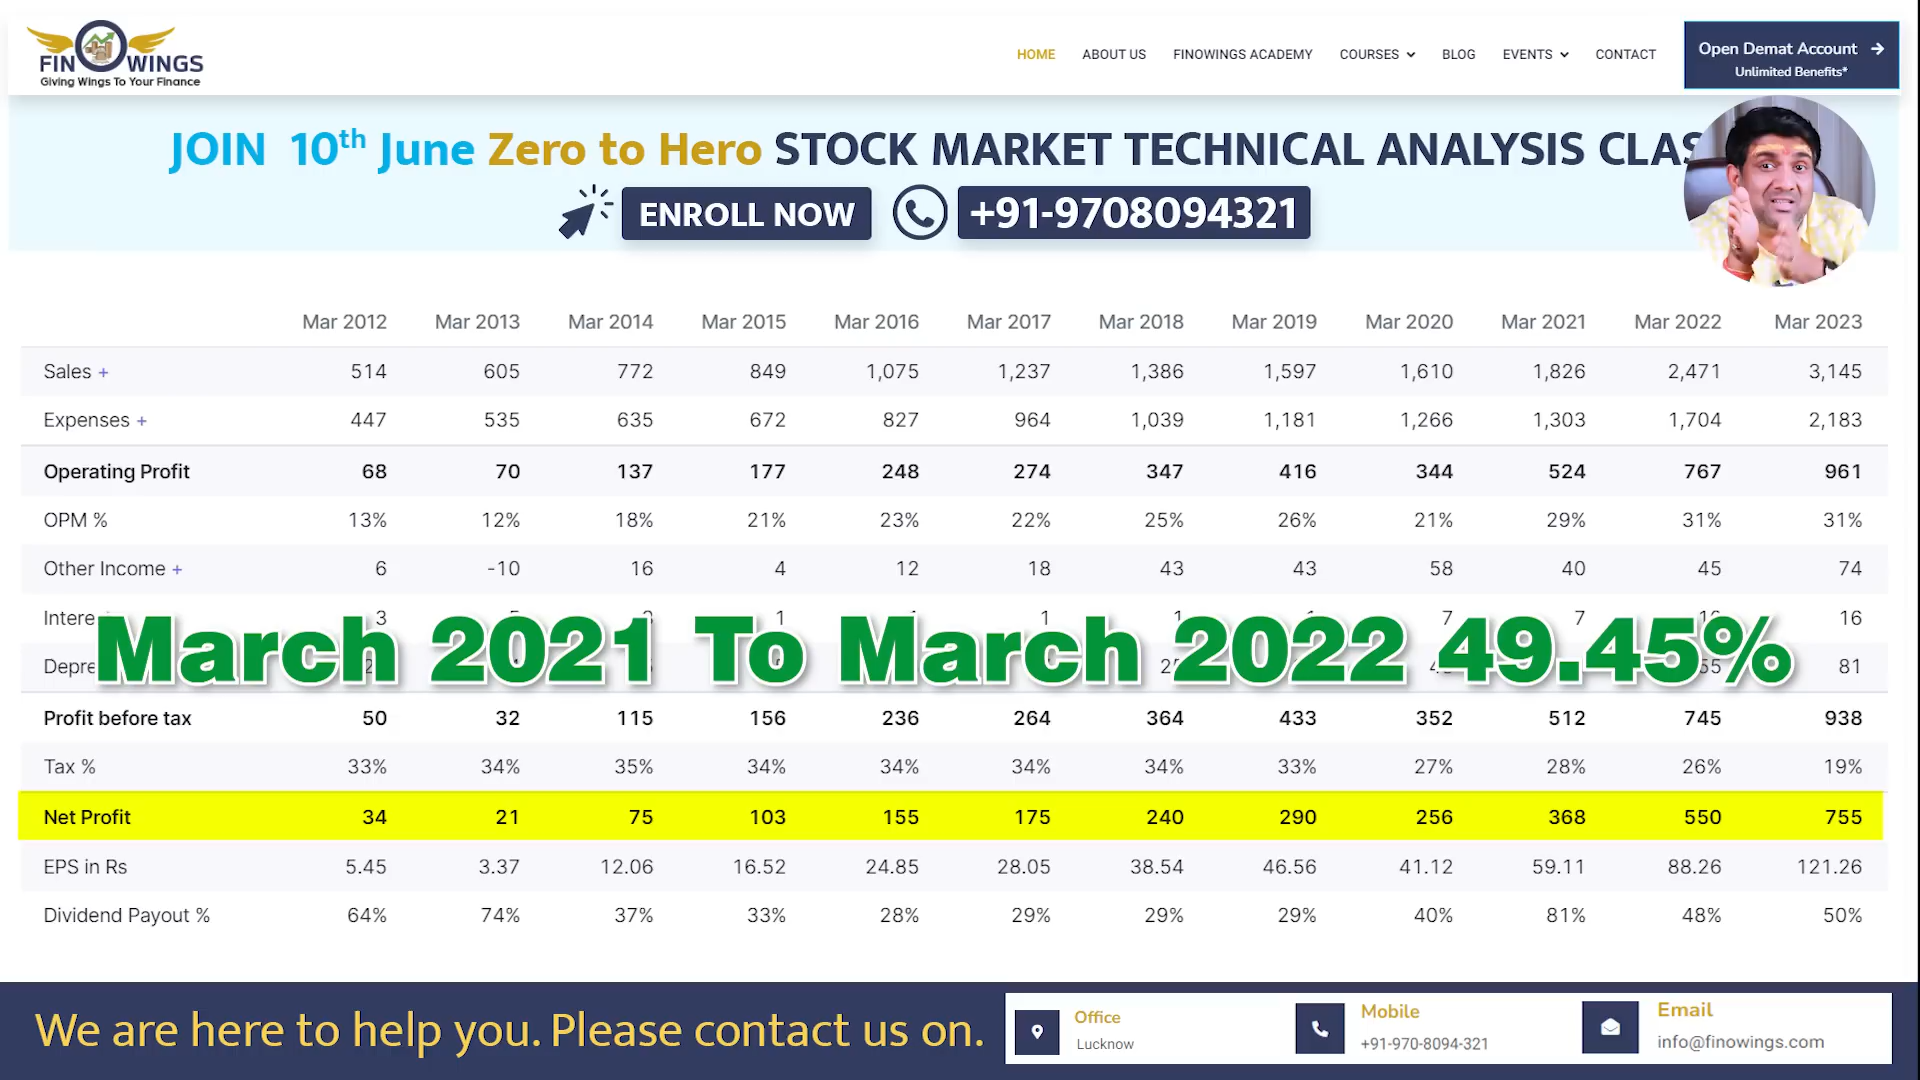 FINOWINGS
Giving Wings To Your Finance
HOME ABOUT US FINOWINGS ACADEMY COURSES BLOG EVENTS CONTACT
Open Demat Account
Unlimited Benefits*
JOIN 10th June Zero to Hero STOCK MARKET TECHNICAL ANALYSIS
ENROLL NOW +91-9708094321
Mar 2012 Mar 2013 Mar 2014 Mar 2015 Mar 2016 Mar 2017 Mar 2018 Mar 2019 Mar 2020 Mar 2021 Mar 2022 Mar 2023
Sales + 514 605 772 849 1,075 1,237 1,386 1,597 1,610 1,826 2,471 3,145
Expenses + 447 535 635 672 827 964 1,039 1,181 1,266 1,303 1,704 2,183
Operating Profit 68 70 137 177 248 274 347 416 344 524 767 961
OPM % 13% 12% 18% 21% 23% 22% 25% 26% 21% 29% 31% 31%
Other Income + 6 -10 16 4 12 18 43 43 58 40 45 74
3 1 1 7 7 16
March 2021 To March 2022 49.45%
81
Profit before tax 50 32 115 156 236 264 364 433 352 512 745 938
Tax % 33% 34% 35% 34% 34% 34% 34% 33% 27% 28% 26% 19%
Net Profit 34 21 75 103 155 175 240 290 256 368 550 755
EPS in Rs 5.45 3.37 12.06 16.52 24.85 28.05 38.54 46.56 41.12 59.11 88.26 121.26
Dividend Payout % 64% 74% 37% 33% 28% 29% 29% 29% 40% 81% 48% 50%
We are here to help you. Please contact us on.
Office
Lucknow
Mobile
+91-970-8094-321
Email
info@finowings.com